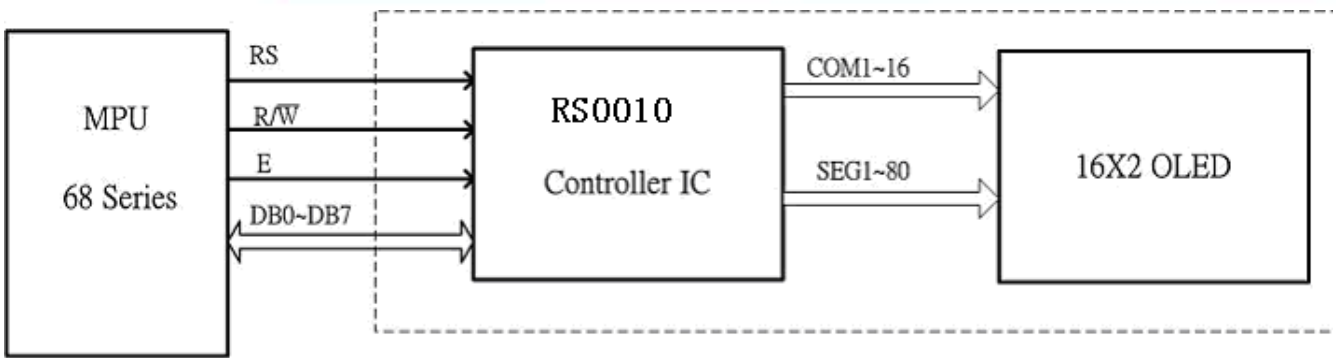 MPU
68 Series
RS
R/W̅
E
DB0~DB7
RS0010
Controller IC
COM1~16
SEG1~80
16X2 OLED